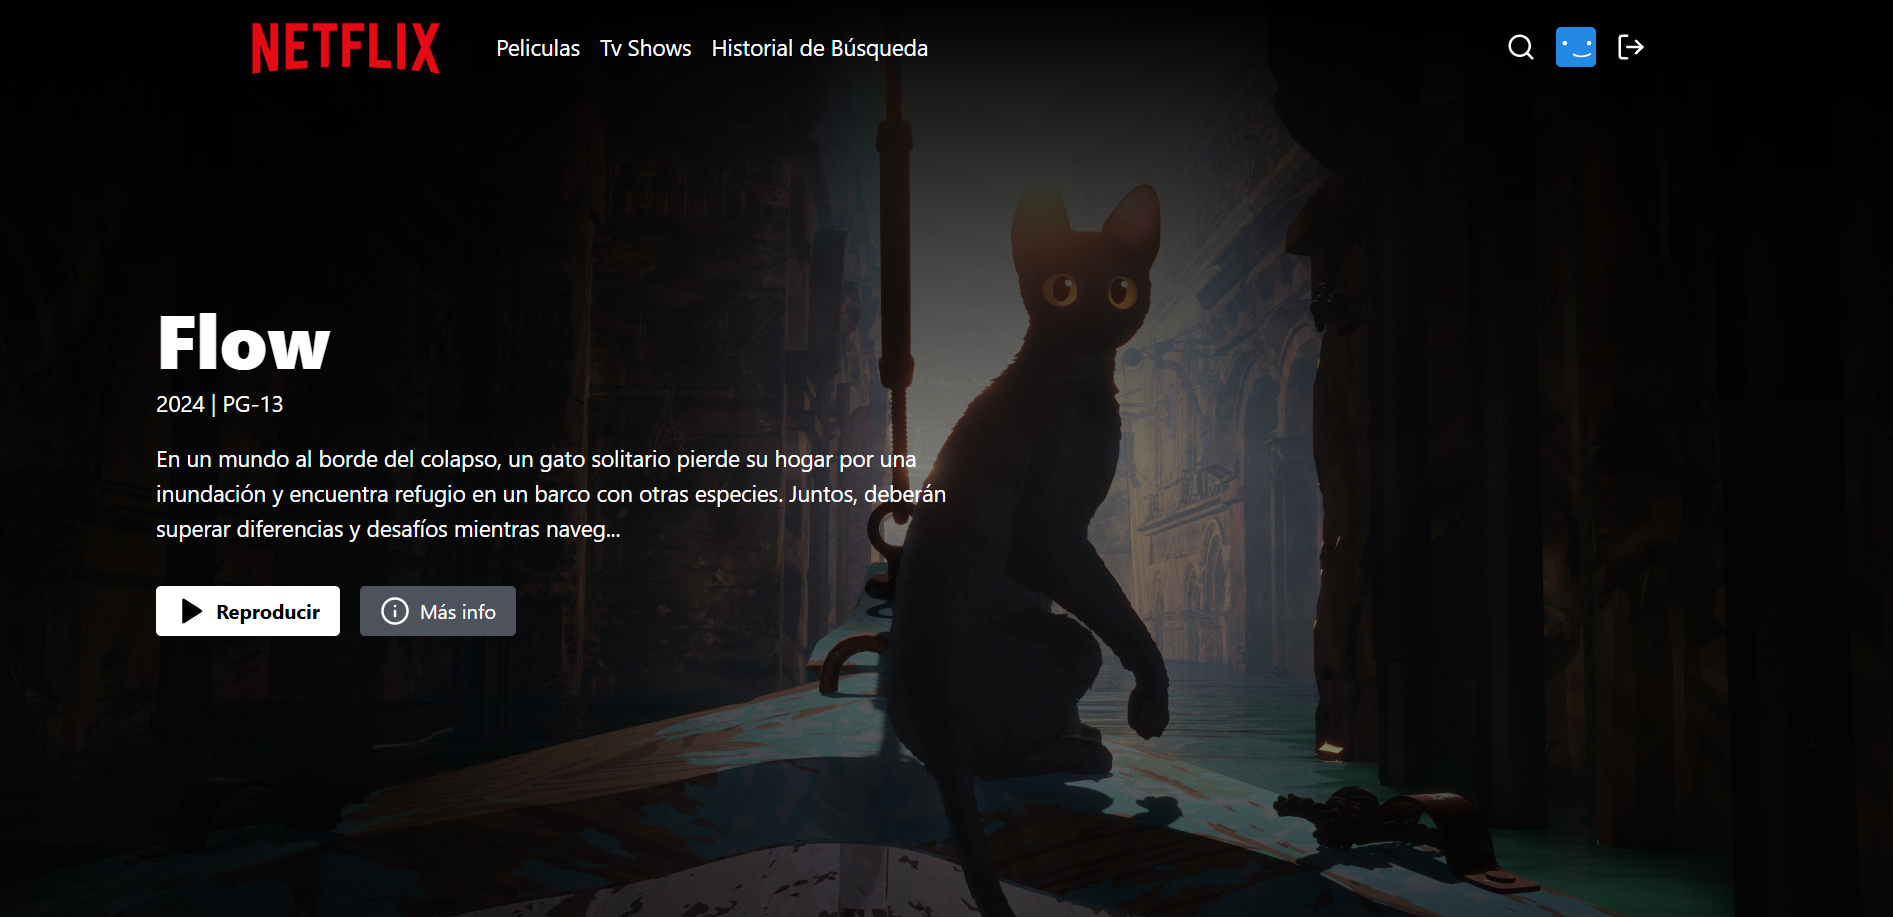 NETFLIX
Peliculas Tv Shows Historial de Búsqueda
Flow
2024 | PG-13
En un mundo al borde del colapso, un gato solitario pierde su hogar por una
inundación y encuentra refugio en un barco con otras especies. Juntos, deberán
superar diferencias y desafíos mientras naveg...
Reproducir
Más info